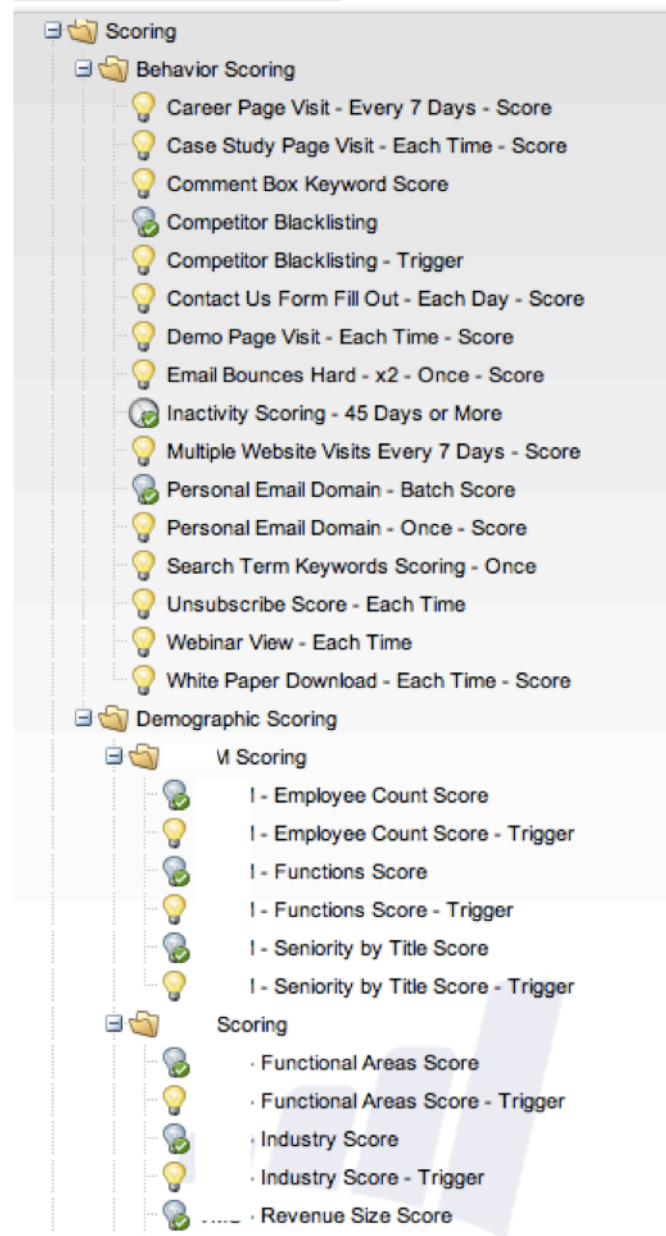 Scoring
Behavior Scoring
Career Page Visit - Every 7 Days - Score
Case Study Page Visit - Each Time - Score
Comment Box Keyword Score
Competitor Blacklisting
Competitor Blacklisting - Trigger
Contact Us Form Fill Out - Each Day - Score
Demo Page Visit - Each Time - Score
Email Bounces Hard - x2 - Once - Score
Inactivity Scoring - 45 Days or More
Multiple Website Visits Every 7 Days - Score
Personal Email Domain - Batch Score
Personal Email Domain - Once - Score
Search Term Keywords Scoring - Once
Unsubscribe Score - Each Time
Webinar View - Each Time
White Paper Download - Each Time - Score
Demographic Scoring
Scoring
- Employee Count Score
- Employee Count Score - Trigger
- Functions Score
- Functions Score - Trigger
- Seniority by Title Score
- Seniority by Title Score - Trigger
Scoring
- Functional Areas Score
- Functional Areas Score - Trigger
- Industry Score
- Industry Score - Trigger
- Revenue Size Score